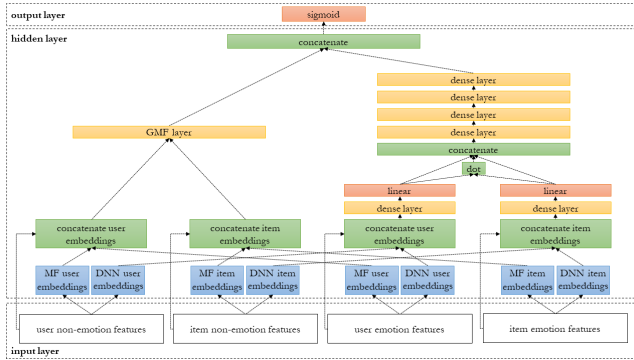 output layer
sigmoid
hidden layer
concatenate
dense layer
dense layer
dense layer
GMF layer
dense layer
concatenate
dot
linear
linear
dense layer
dense layer
concatenate user
embeddings
concatenate item
embeddings
concatenate user
embeddings
concatenate item
embeddings
MF user
embeddings
DNN user
embeddings
MF item
embeddings
DNN item
embeddings
MF user
embeddings
DNN user
embeddings
MF item
embeddings
DNN item
embeddings
user non-emotion features
item non-emotion features
user emotion features
item emotion features
input layer